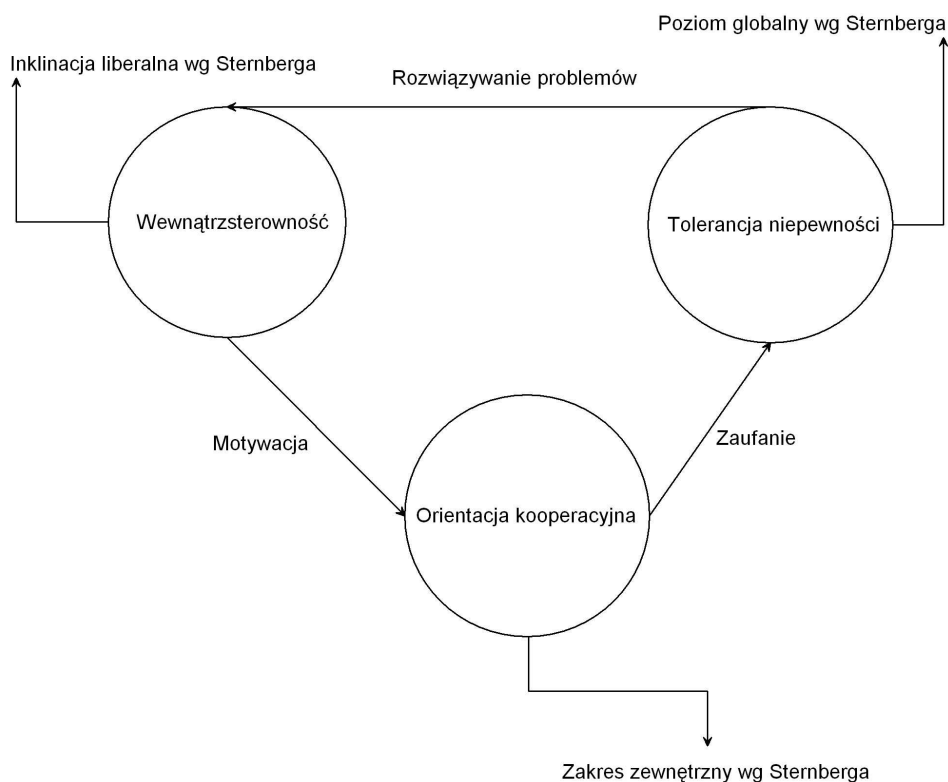 Poziom globalny wg Sternberga
Inklinacja liberalna wg Sternberga
Rozwiązywanie problemów
Wewnątrzsterowność
Tolerancja niepewności
Motywacja
Zaufanie
Orientacja kooperacyjna
Zakres zewnętrzny wg Sternberga